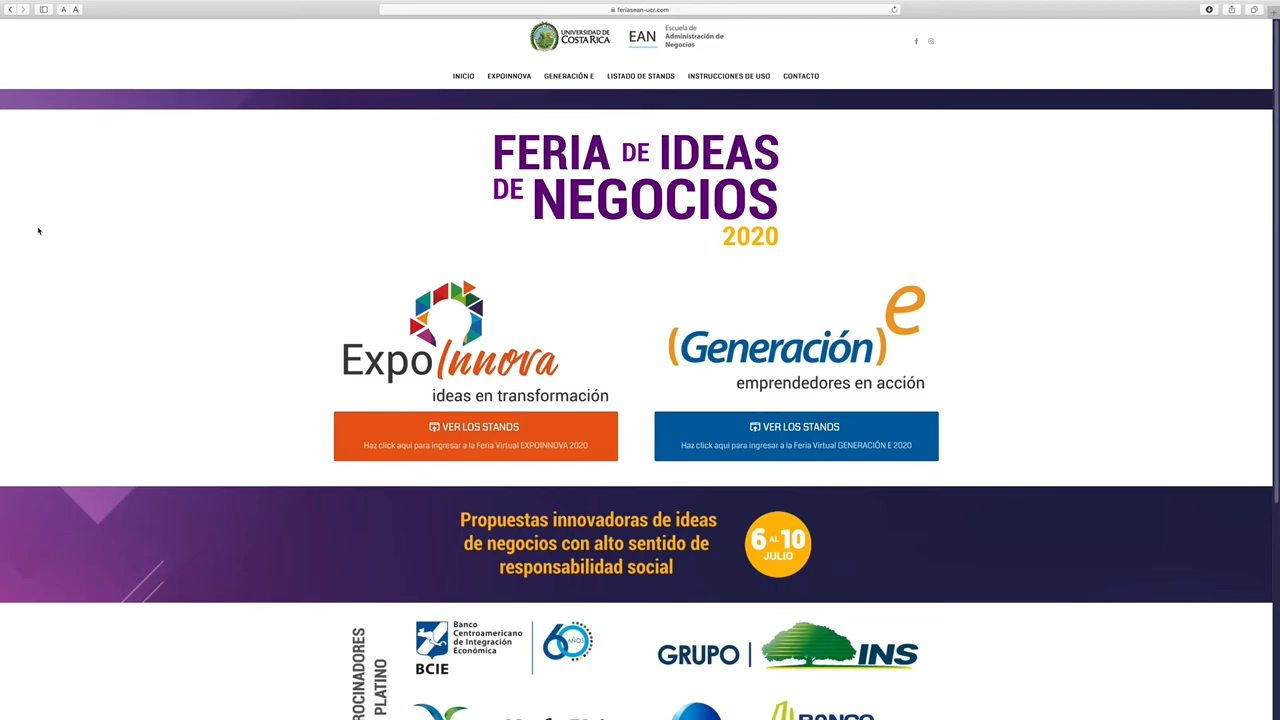 A A
feriasean-ucr.com
UNIVERSIDAD DE
COSTA RICA
EAN
Escuela de
Administración de
Negocios
INICIO EXPOINNOVA GENERACIÓN E LISTADO DE STANDS INSTRUCCIONES DE USO CONTACTO
FERIA DE IDEAS
DE NEGOCIOS
2020
ExpoInnova
ideas en transformación
VER LOS STANDS
Haz click aquí para ingresar a la Feria Virtual EXPOINNOVA 2020
(Generación)e
emprendedores en acción
VER LOS STANDS
Haz click aquí para ingresar a la Feria Virtual GENERACIÓN E 2020
Propuestas innovadoras de ideas
de negocios con alto sentido de
responsabilidad social
6 AL 10
JULIO
PLATINO
Banco
Centroamericano
de Integración
Económica
BCIE
60
AÑOS
GRUPO INS